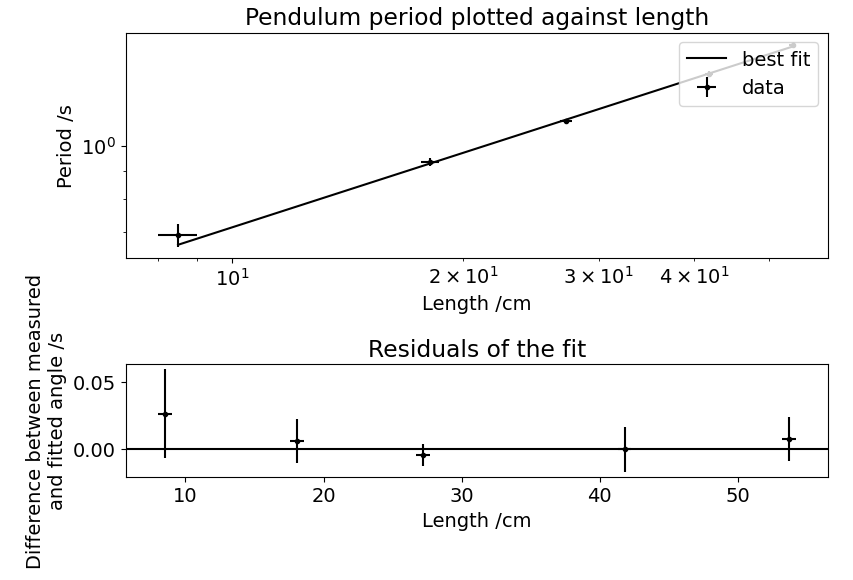 Pendulum period plotted against length
best fit
data
Period /s
10⁰
10¹
2 × 10¹
3 × 10¹
4 × 10¹
Length /cm
Residuals of the fit
Difference between measured
and fitted angle /s
0.05
0.00
10
20
30
40
50
Length /cm